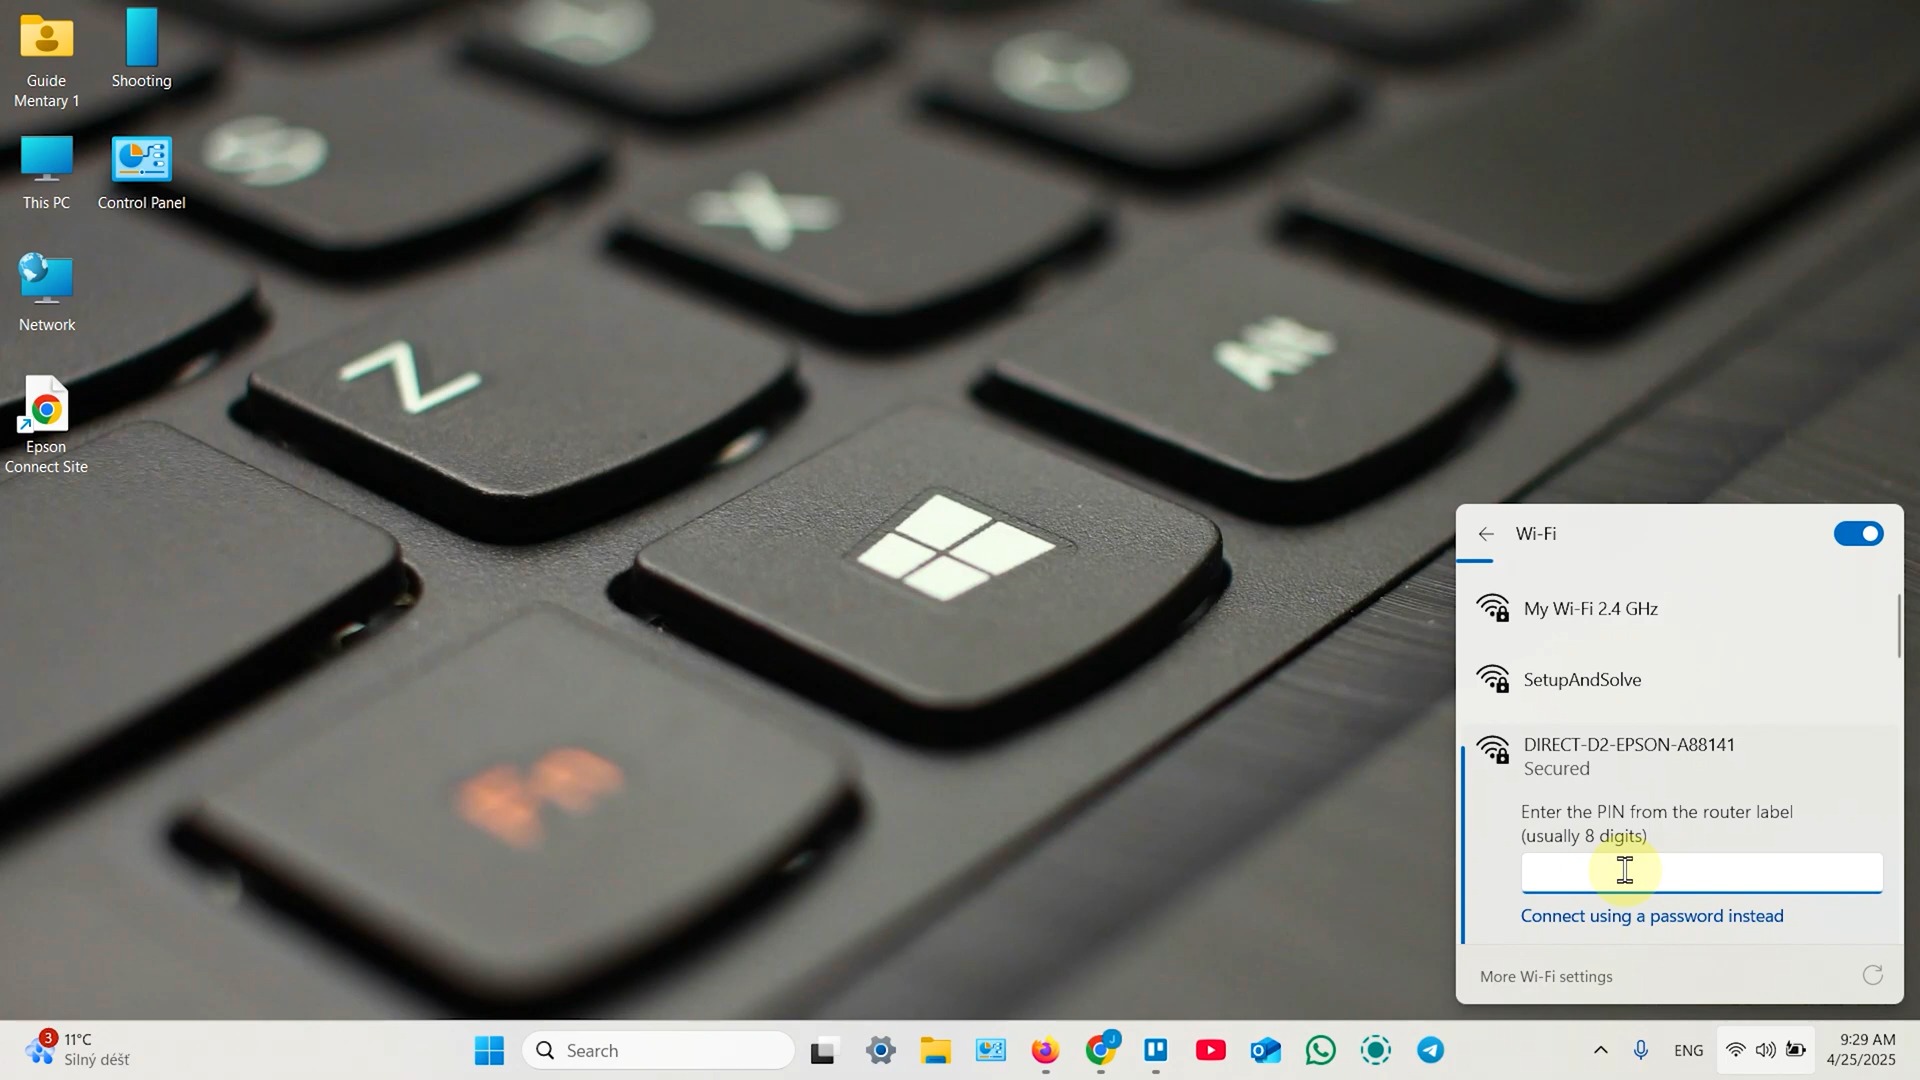 Guide
Mentary 1
Shooting
This PC
Control Panel
Network
Epson
Connect Site
S
X
Z
Alt
Wi-Fi
My Wi-Fi 2.4 GHz
SetupAndSolve
DIRECT-D2-EPSON-A88141
Secured
Enter the PIN from the router label
(usually 8 digits)
Connect using a password instead
More Wi-Fi settings
3
11°C
Silný déšť
Search
J
ENG
9:29 AM
4/25/2025